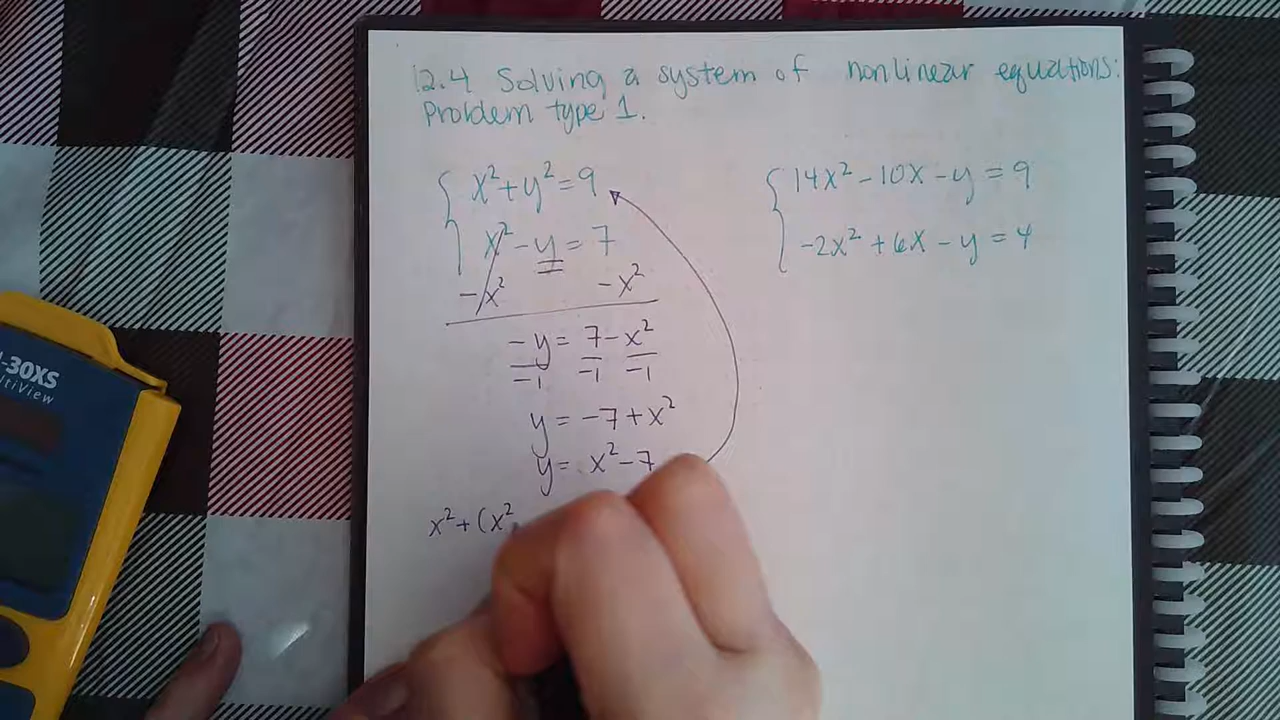 12.4 Solving a system of nonlinear equations:
Problem type 1.
x²+y²=9
x²-y=7
-x² -x²
-y= 7-x²
-1 -1 -1
y=-7+x²
y= x²-7
x²+(x²
14x²-10x-y=9
-2x²+6x-y=4
-30XS
MultiView